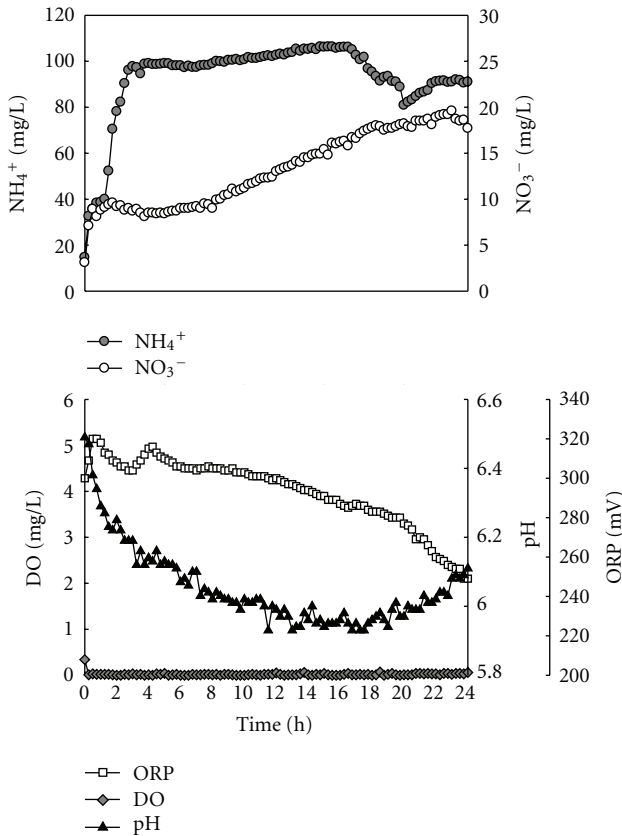 120
100
80
60
40
20
0
NH₄⁺ (mg/L)
30
25
20
15
10
5
0
NO₃⁻ (mg/L)
NH₄⁺
NO₃⁻
6
5
4
3
2
1
0
DO (mg/L)
6.6
6.4
6.2
6
5.8
pH
340
320
300
280
260
240
220
200
ORP (mV)
0 2 4 6 8 10 12 14 16 18 20 22 24
Time (h)
ORP
DO
pH